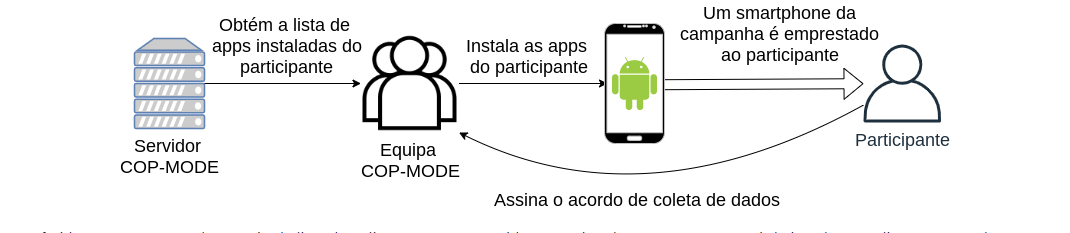 Obtém a lista de
apps instaladas do
participante
Instala as apps
do participante
Um smartphone da
campanha é emprestado
ao participante
Servidor
COP-MODE
Equipa
COP-MODE
Participante
Assina o acordo de coleta de dados